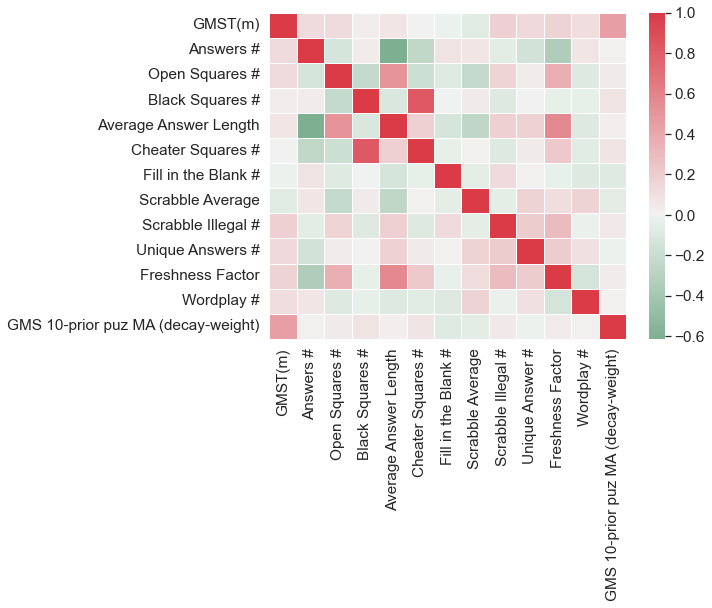 GMST(m)
Answers #
Open Squares #
Black Squares #
Average Answer Length
Cheater Squares #
Fill in the Blank #
Scrabble Average
Scrabble Illegal #
Unique Answers #
Freshness Factor
Wordplay #
GMS 10-prior puz MA (decay-weight)
GMST(m)
Answers #
Open Squares #
Black Squares #
Average Answer Length
Cheater Squares #
Fill in the Blank #
Scrabble Average
Scrabble Illegal #
Unique Answer #
Freshness Factor
Wordplay #
GMS 10-prior puz MA (decay-weight)
1.0
0.8
0.6
0.4
0.2
0.0
−0.2
−0.4
−0.6